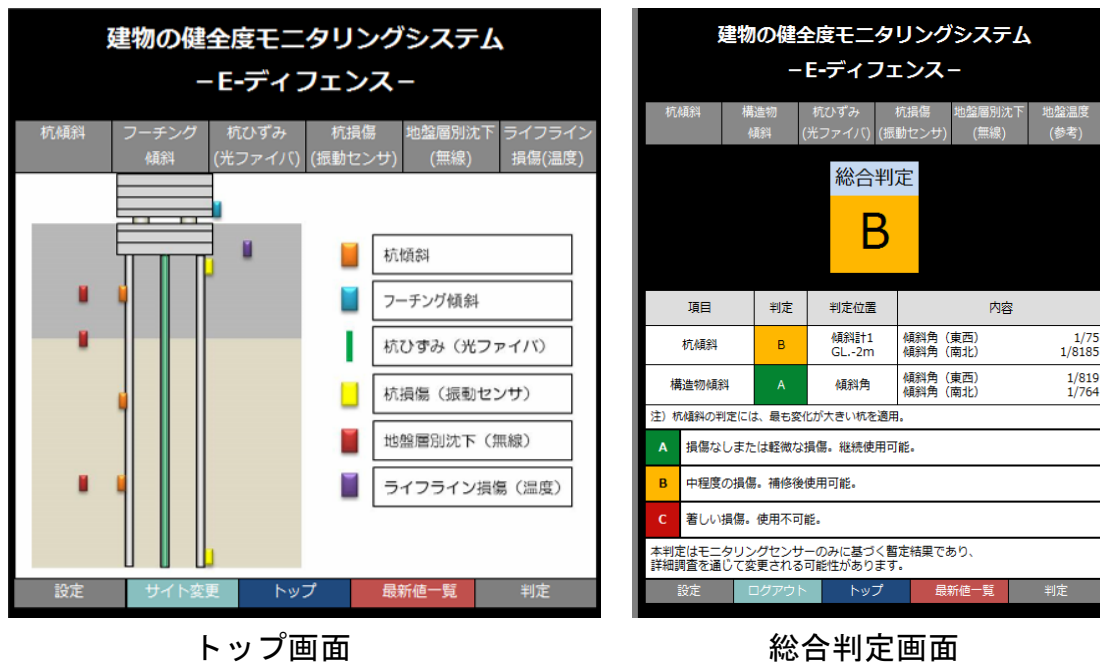 建物の健全度モニタリングシステム
－E-ディフェンス－
杭傾斜
フーチング
傾斜
杭ひずみ
(光ファイバ)
杭損傷
(振動センサ)
地盤層別沈下
(無線)
ライフライン
損傷(温度)
杭傾斜
フーチング傾斜
杭ひずみ（光ファイバ）
杭損傷（振動センサ）
地盤層別沈下（無線）
ライフライン損傷（温度）
設定
サイト変更
トップ
最新値一覧
判定
トップ画面
建物の健全度モニタリングシステム
－E-ディフェンス－
杭傾斜
構造物
傾斜
杭ひずみ
(光ファイバ)
杭損傷
(振動センサ)
地盤層別沈下
(無線)
地盤温度
(参考)
総合判定
B
項目 判定 判定位置 内容
杭傾斜 B 傾斜計1 GL.-2m
傾斜角（東西） 1/75
傾斜角（南北） 1/8185
構造物傾斜 A 傾斜角
傾斜角（東西） 1/819
傾斜角（南北） 1/764
注）杭傾斜の判定には、最も変化が大きい杭を適用。
A 損傷なしまたは軽微な損傷。継続使用可能。
B 中程度の損傷。補修後使用可能。
C 著しい損傷。使用不可能。
本判定はモニタリングセンサーのみに基づく暫定結果であり、
詳細調査を通じて変更される可能性があります。
設定
ログアウト
トップ
最新値一覧
判定
総合判定画面